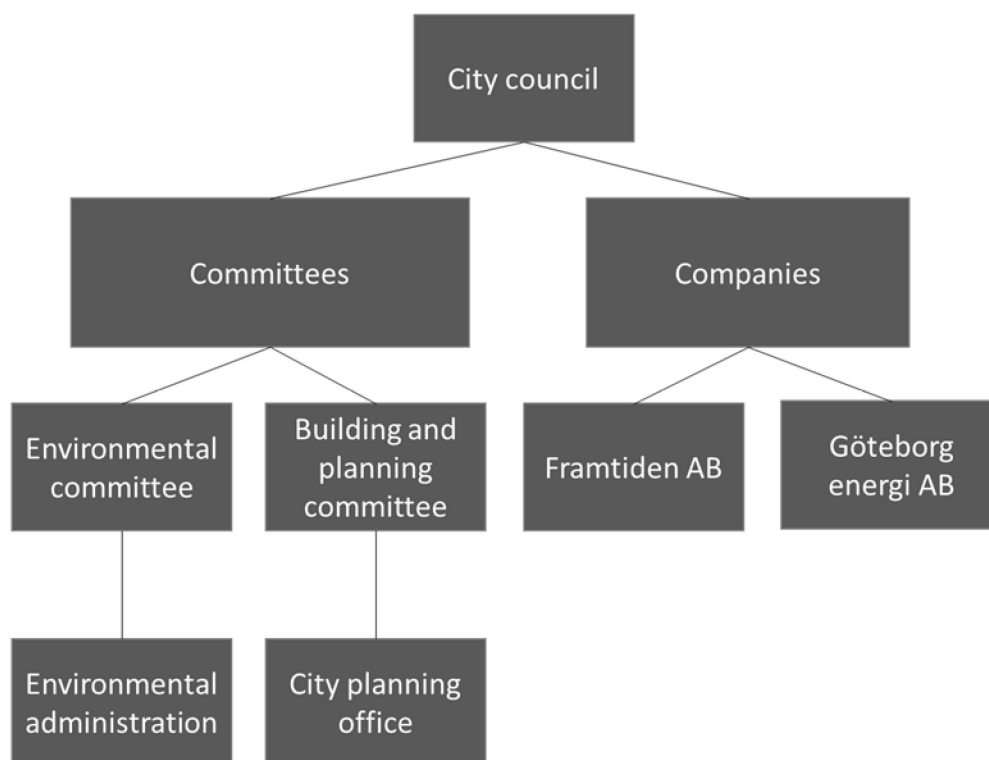 City council
Committees
Companies
Environmental
committee
Building and
planning
committee
Framtiden AB
Göteborg
energi AB
Environmental
administration
City planning
office